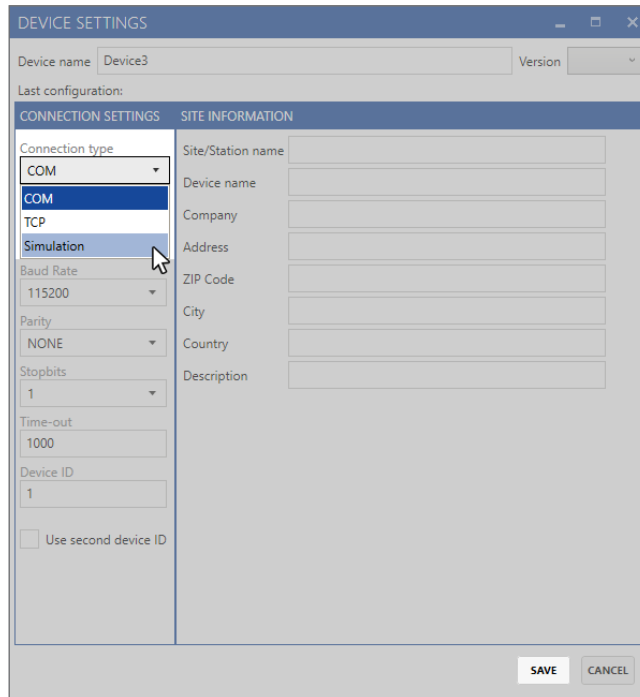 DEVICE SETTINGS
Device name Device3 Version
Last configuration:
CONNECTION SETTINGS SITE INFORMATION
Connection type
COM
COM
TCP
Simulation
Baud Rate
115200
Parity
NONE
Stopbits
1
Time-out
1000
Device ID
1
Use second device ID
Site/Station name
Device name
Company
Address
ZIP Code
City
Country
Description
SAVE CANCEL